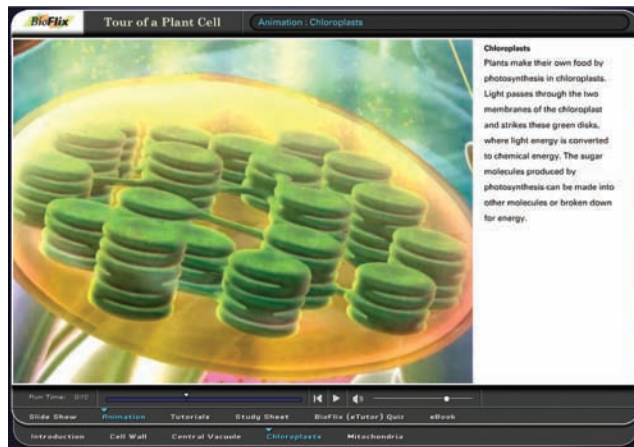 BioFlix Tour of a Plant Cell Animation : Chloroplasts
Chloroplasts
Plants make their own food by
photosynthesis in chloroplasts.
Light passes through the two
membranes of the chloroplast
and strikes these green disks,
where light energy is converted
to chemical energy. The sugar
molecules produced by
photosynthesis can be made into
other molecules or broken down
for energy.
Run Time: 0:12
Slide Show Animation Tutorials Study Sheet BioFlix (eTutor) Quiz eBook
Introduction Cell Wall Central Vacuole Chloroplasts Mitochondria